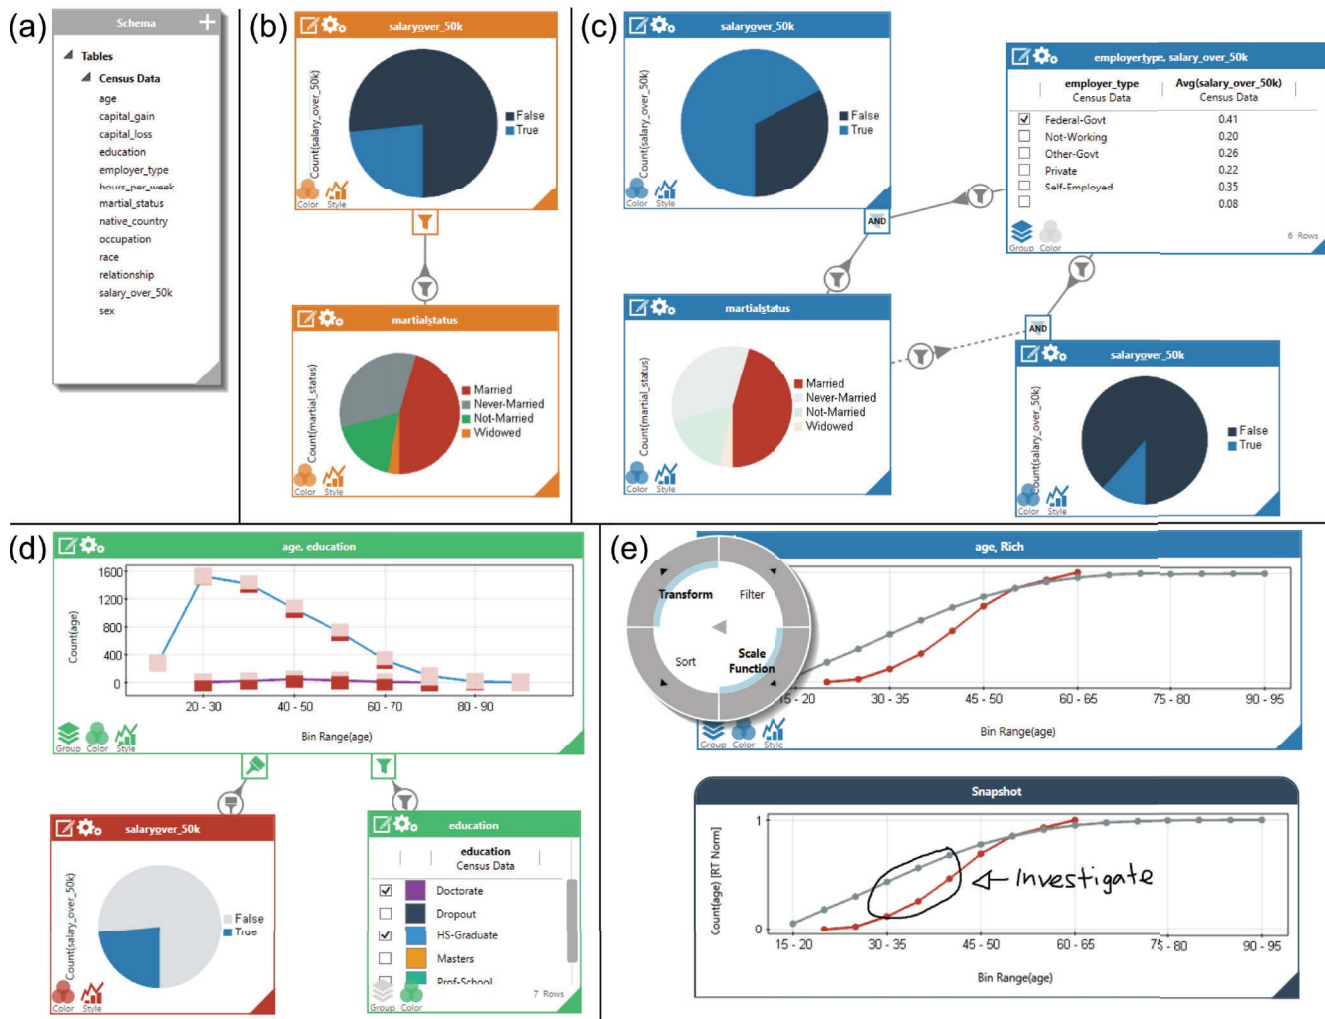 (a)
Schema
Tables
Census Data
age
capital_gain
capital_loss
education
employer_type
hours_per_week
martial_status
native_country
occupation
race
relationship
salary_over_50k
sex
(b)
salaryover_50k
Count(salary_over_50k)
False
True
Color Style
martialstatus
Count(martial_status)
Married
Never-Married
Not-Married
Widowed
Color Style
(c)
salaryover_50k
Count(salary_over_50k)
False
True
Color Style
AND
employertype, salary_over_50k
employer_type Avg(salary_over_50k)
Census Data Census Data
Federal-Govt 0.41
Not-Working 0.20
Other-Govt 0.26
Private 0.22
Self-Employed 0.35
0.08
6 Rows
Group Color
martialstatus
Count(martial_status)
Married
Never-Married
Not-Married
Widowed
Color Style
AND
salaryover_50k
Count(salary_over_50k)
False
True
Color Style
(d)
age, education
Count(age)
1600
1200
800
400
0
20 - 30 40 - 50 60 - 70 80 - 90
Bin Range(age)
Group Color Style
salaryover_50k
Count(salary_over_50k)
False
True
Color Style
education
education
Census Data
Doctorate
Dropout
HS-Graduate
Masters
Prof-School
7 Rows
Group Color
(e)
age, Rich
Transform Filter
Sort Scale
Function
15 - 20 30 - 35 45 - 50 60 - 65 75 - 80 90 - 95
Bin Range(age)
Group Color Style
Snapshot
Count(age) [RT Norm]
1
0
Investigate
15 - 20 30 - 35 45 - 50 60 - 65 75 - 80 90 - 95
Bin Range(age)